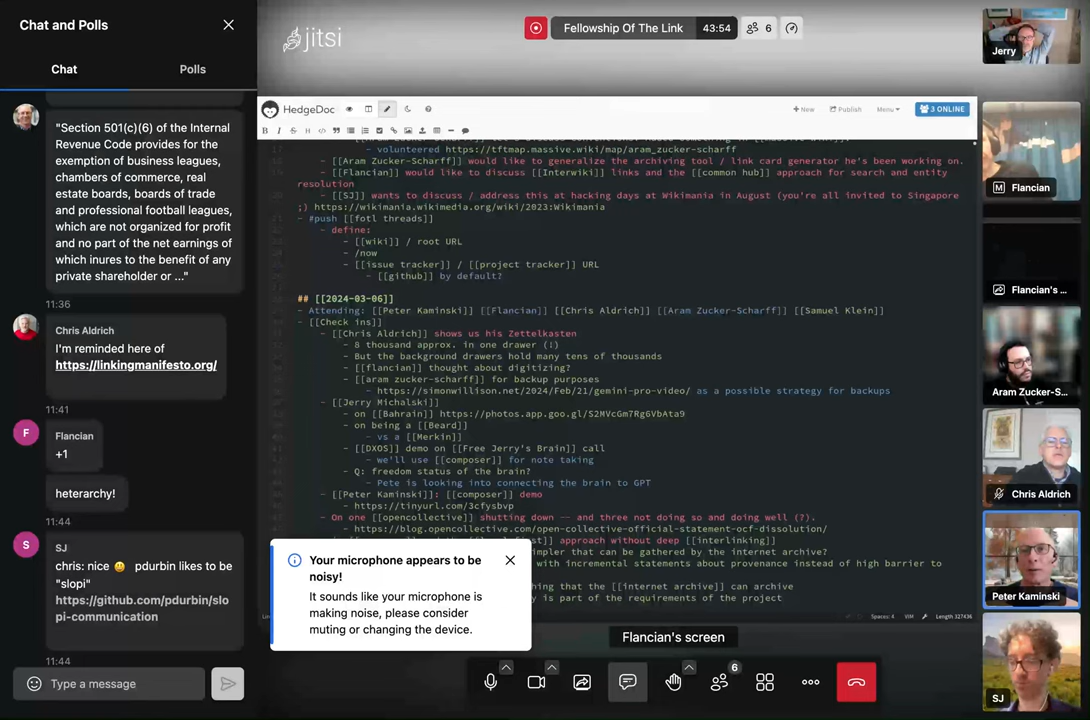 Chat and Polls
Chat
Polls
"Section 501(c)(6) of the Internal
Revenue Code provides for the
exemption of business leagues,
chambers of commerce, real
estate boards, boards of trade
and professional football leagues,
which are not organized for profit
and no part of the net earnings of
which inures to the benefit of any
private shareholder or ..."
11:36
Chris Aldrich
I'm reminded here of
https://linkingmanifesto.org/
11:41
F
Flancian
+1
heterarchy!
11:44
S
SJ
chris: nice 😀 pdurbin likes to be
"slopi"
https://github.com/pdurbin/slo
pi-communication
11:44
Type a message
jitsi
Fellowship Of The Link
43:54
6
HedgeDoc
+ New
Publish
Menu
3 ONLINE
- volunteered https://tftmap.massive.wiki/map/aram_zucker-scharff
- [[Aram Zucker-Scharff]] would like to generalize the archiving tool / link card generator he's been working on.
- [[Flancian]] would like to discuss [[Interwiki]] links and the [[common hub]] approach for search and entity
resolution
- [[SJ]] wants to discuss / address this at hacking days at Wikimania in August (you're all invited to Singapore
;) https://wikimania.wikimedia.org/wiki/2023:Wikimania
- #push [[fotl threads]]
- define:
- [[wiki]] / root URL
- /now
- [[issue tracker]] / [[project tracker]] URL
- [[github]] by default?
## [[2024-03-06]]
- Attending: [[Peter Kaminski]] [[Flancian]] [[Chris Aldrich]] [[Aram Zucker-Scharff]] [[Samuel Klein]]
- [[Check ins]]
- [[Chris Aldrich]] shows us his Zettelkasten
- 8 thousand approx. in one drawer (!)
- But the background drawers hold many tens of thousands
- [[flancian]] thought about digitizing?
- [[aram zucker-scharff]] for backup purposes
- https://simonwillison.net/2024/Feb/21/gemini-pro-video/ as a possible strategy for backups
- [[Jerry Michalski]]
- on [[Bahrain]] https://photos.app.goo.gl/S2MVcGm7Rg6VbAta9
- on being a [[Beard]]
- vs a [[Merkin]]
- [[DXOS]] demo on [[Free Jerry's Brain]] call
- we'll use [[composer]] for note taking
- Q: freedom status of the brain?
- Pete is looking into connecting the brain to GPT
- [[Peter Kaminski]]: [[composer]] demo
- https://tinyurl.com/3cfysbvp
- On one [[opencollective]] shutting down -- and three not doing so and doing well (?).
- https://blog.opencollective.com/open-collective-official-statement-ocf-dissolution/
first]] approach without deep [[interlinking]]
impler that can be gathered by the internet archive?
with incremental statements about provenance instead of high barrier to
thing that the [[internet archive]] can archive
y is part of the requirements of the project
Spaces: 4
VIM
Length 327436
Your microphone appears to be
noisy!
It sounds like your microphone is
making noise, please consider
muting or changing the device.
Flancian's screen
6
Jerry
M
Flancian
Flancian's ...
Aram Zucker-S...
Chris Aldrich
Peter Kaminski
SJ